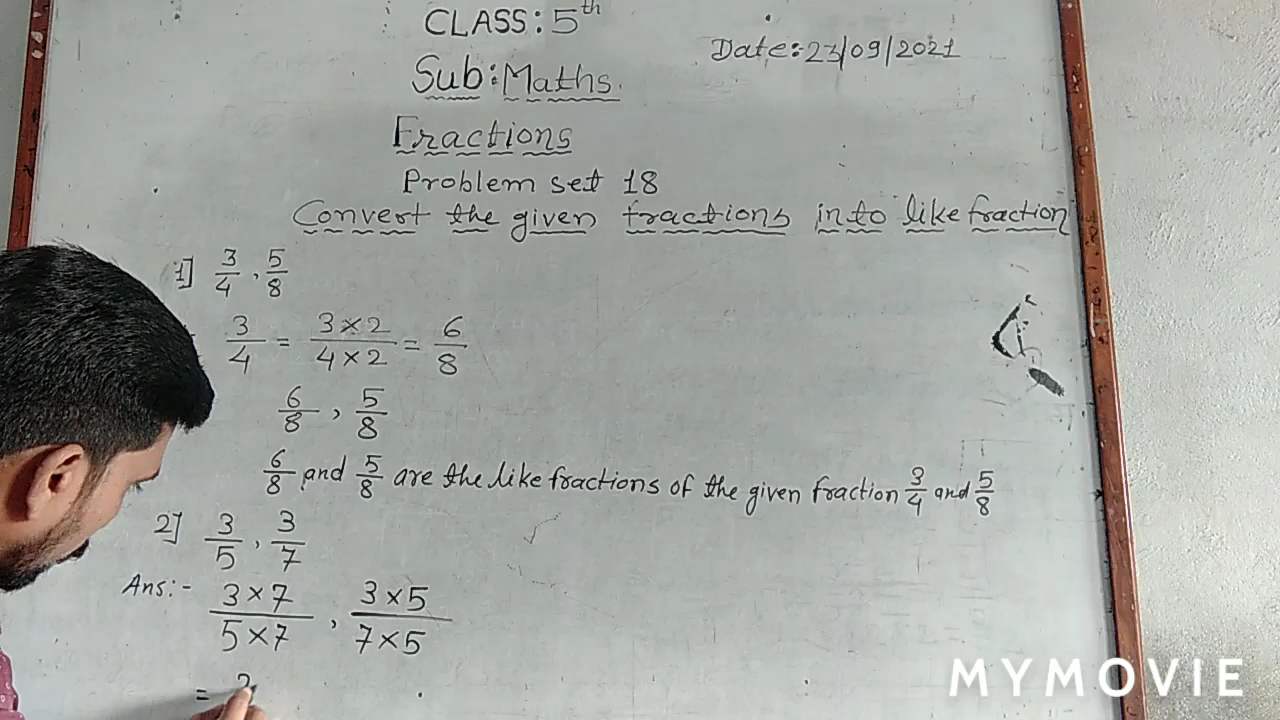 CLASS: 5th
Date:- 23/09/2021
Sub: Maths.
Fractions
Problem set 18
Convert the given fractions in to like fraction
1] 3/4 , 5/8
3/4 = 3×2/4×2 = 6/8
6/8 , 5/8
6/8 and 5/8 are the like fractions of the given fraction 3/4 and 5/8
2] 3/5 , 3/7
Ans:- 3×7/5×7 , 3×5/7×5
=
MYMOVIE